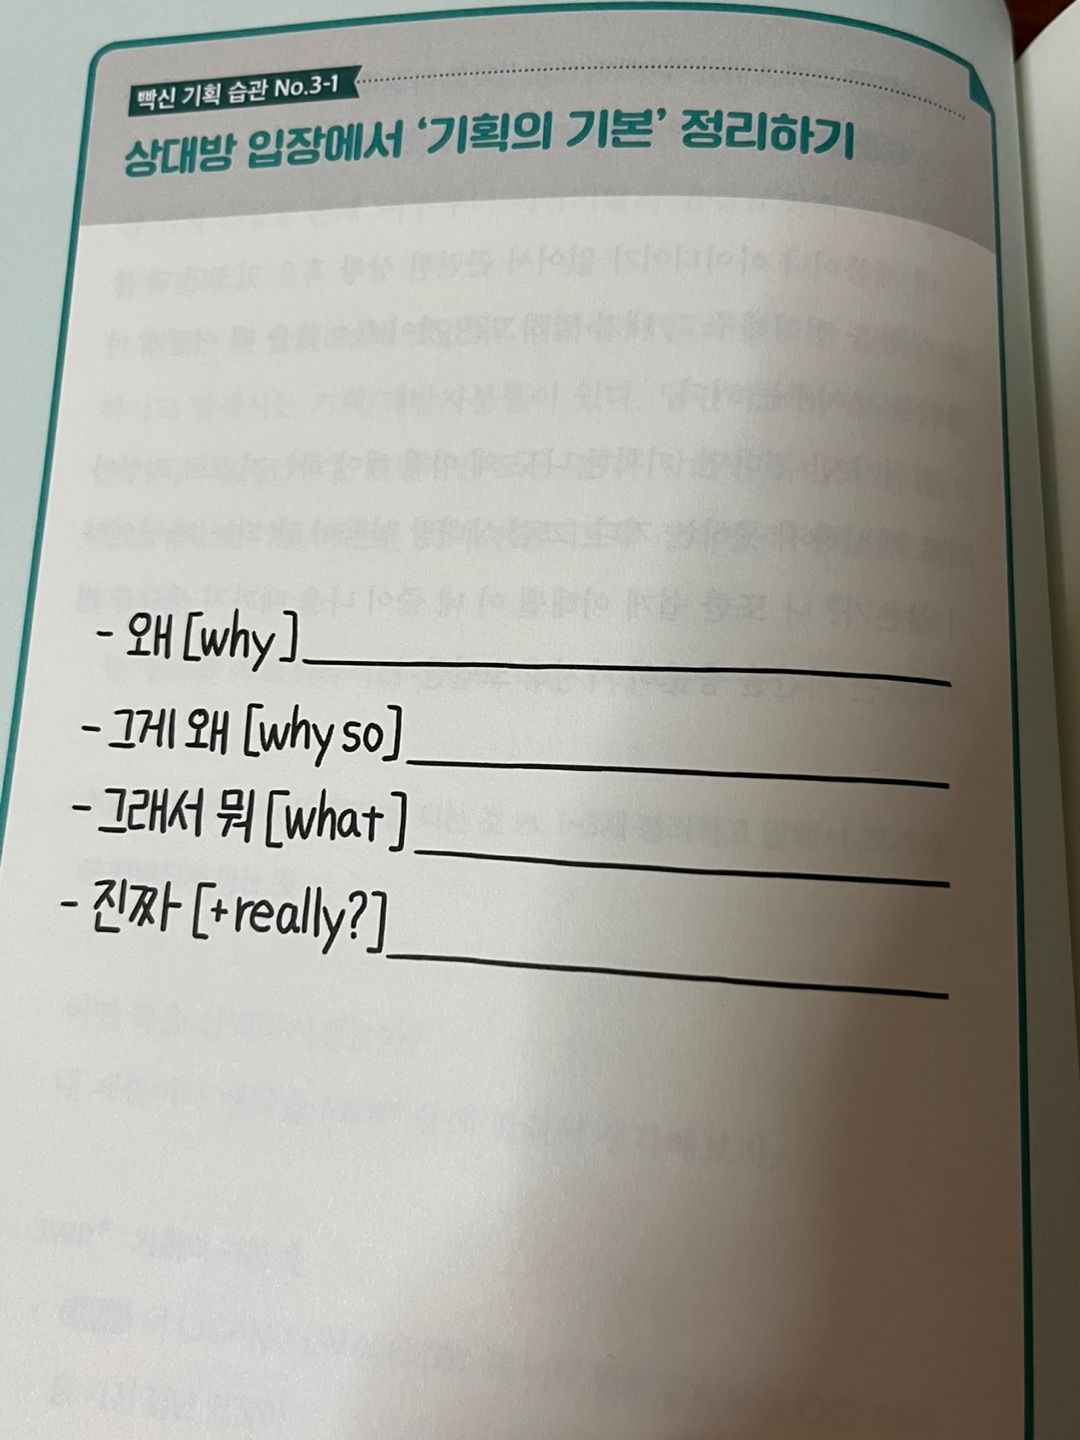 빡신 기획 습관 No.3-1
상대방 입장에서 ‘기획의 기본’ 정리하기
- 왜 [why]
- 그게 왜 [why so]
- 그래서 뭐 [what]
- 진짜 [+really?]